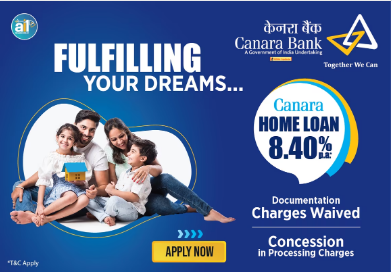 ai1
FULFILLING
YOUR DREAMS...
केनरा बैंक
Canara Bank
A Government of India Undertaking
Together We Can
Canara
HOME LOAN
8.40% p.a.*
Documentation
Charges Waived
Concession
in Processing Charges
APPLY NOW
*T&C Apply